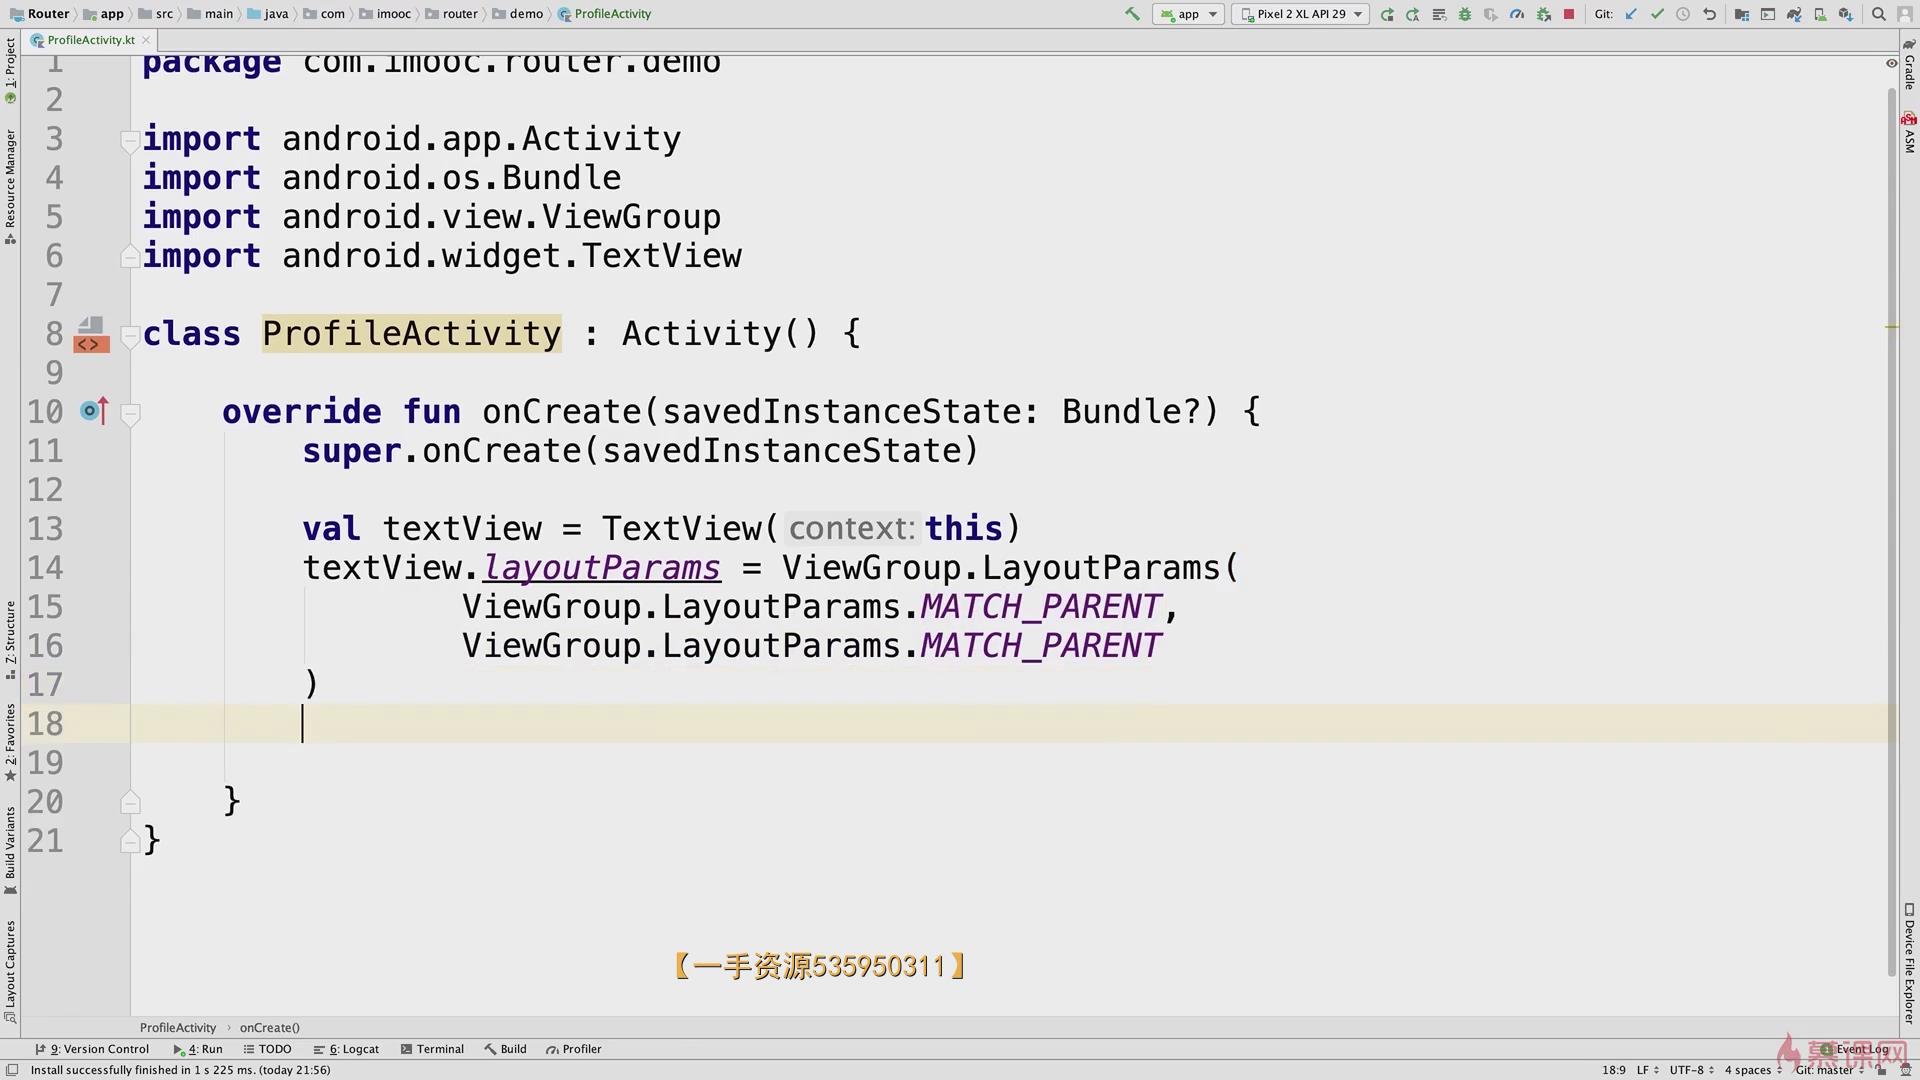 Router app src main java com imooc router demo ProfileActivity app Pixel 2 XL API 29 Git:
ProfileActivity.kt
1: Project
Resource Manager
Z: Structure
2: Favorites
Build Variants
Layout Captures
1 package com.imooc.router.demo
2
3 import android.app.Activity
4 import android.os.Bundle
5 import android.view.ViewGroup
6 import android.widget.TextView
7
8 class ProfileActivity : Activity() {
9
10 override fun onCreate(savedInstanceState: Bundle?) {
11 super.onCreate(savedInstanceState)
12
13 val textView = TextView( context: this)
14 textView.layoutParams = ViewGroup.LayoutParams(
15 ViewGroup.LayoutParams.MATCH_PARENT,
16 ViewGroup.LayoutParams.MATCH_PARENT
17 )
18
19
20 }
21 }
【一手资源535950311】
Gradle
ASM
Device File Explorer
ProfileActivity › onCreate()
9: Version Control 4: Run TODO 6: Logcat Terminal Build Profiler Event Log
慕课网
Install successfully finished in 1 s 225 ms. (today 21:56) 18:9 LF UTF-8 4 spaces Git: master